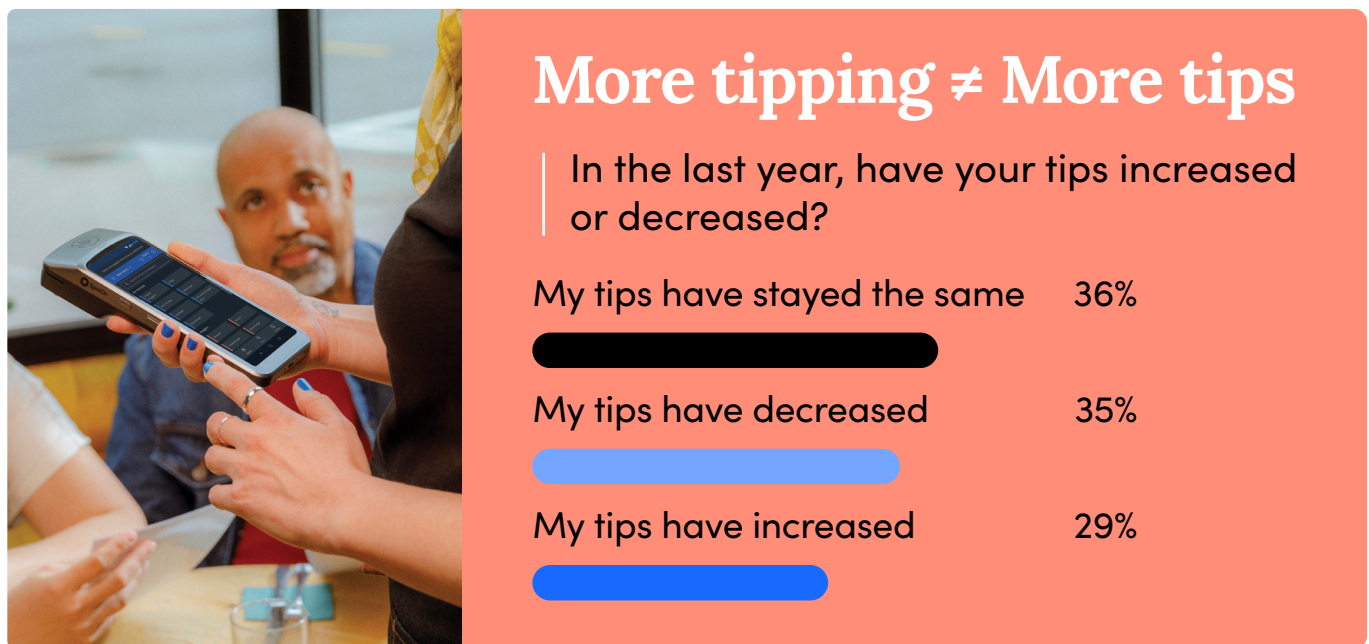 More tipping ≠ More tips
In the last year, have your tips increased
or decreased?
My tips have stayed the same 36%
My tips have decreased 35%
My tips have increased 29%